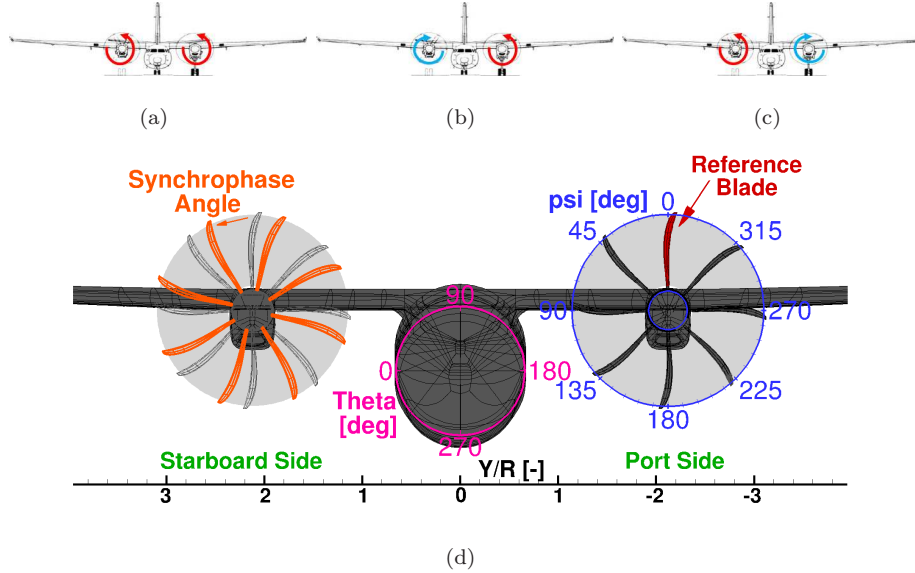 (a)
(b)
(c)
Synchrophase
Angle
Reference
Blade
psi [deg]
0
45
315
90
270
135
225
180
90
0
180
Theta
[deg]
270
Starboard Side
Y/R [-]
Port Side
3
2
1
0
1
-2
-3
(d)